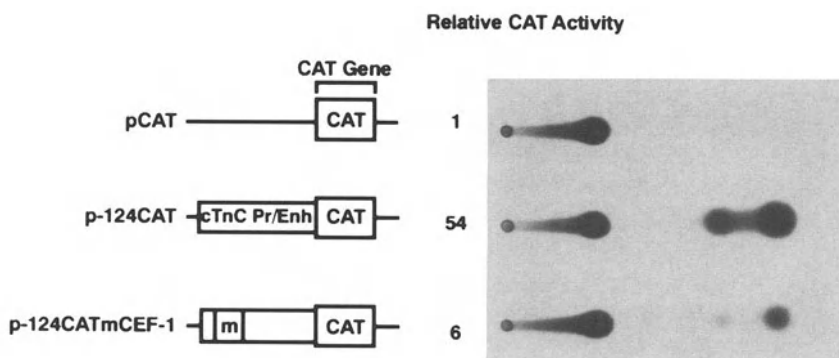 Relative CAT Activity
CAT Gene
pCAT CAT 1
p-124CAT cTnC Pr/Enh CAT 54
p-124CATmCEF-1 m CAT 6